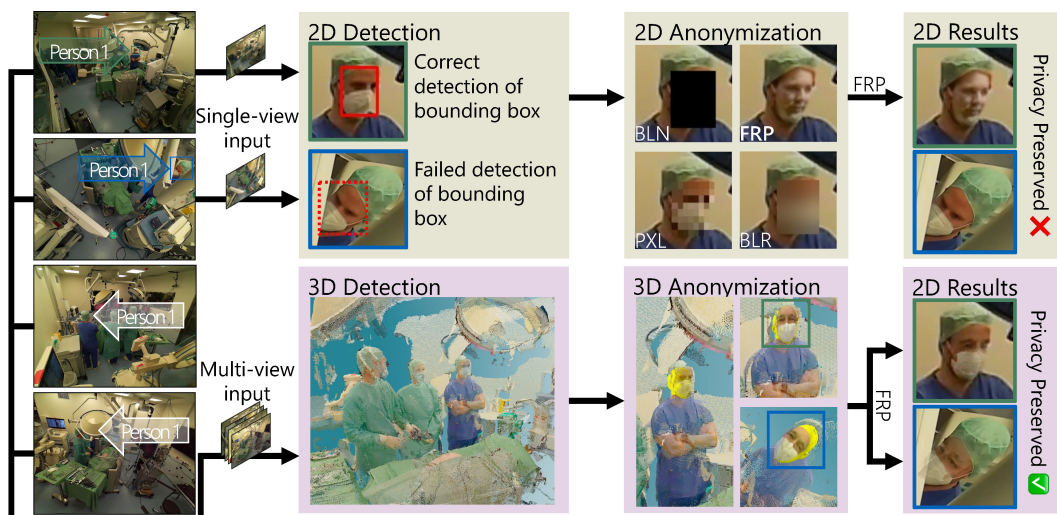 Person 1
Person 1
Person 1
Person 1
Single-view
input
Multi-view
input
2D Detection
Correct
detection of
bounding box
Failed detection
of bounding
box
2D Anonymization
BLN
FRP
PXL
BLR
FRP
2D Results
Privacy Preserved
3D Detection
3D Anonymization
FRP
2D Results
Privacy Preserved